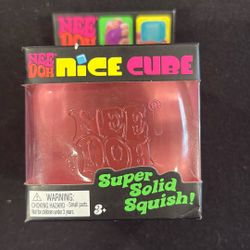 NEE
DOH
NEE
DOH
NICE CUBE
NEE
DOH
Super
Solid
Squish!
WARNING:
CHOKING HAZARD - Small parts.
Not for children under 3 years.
3+